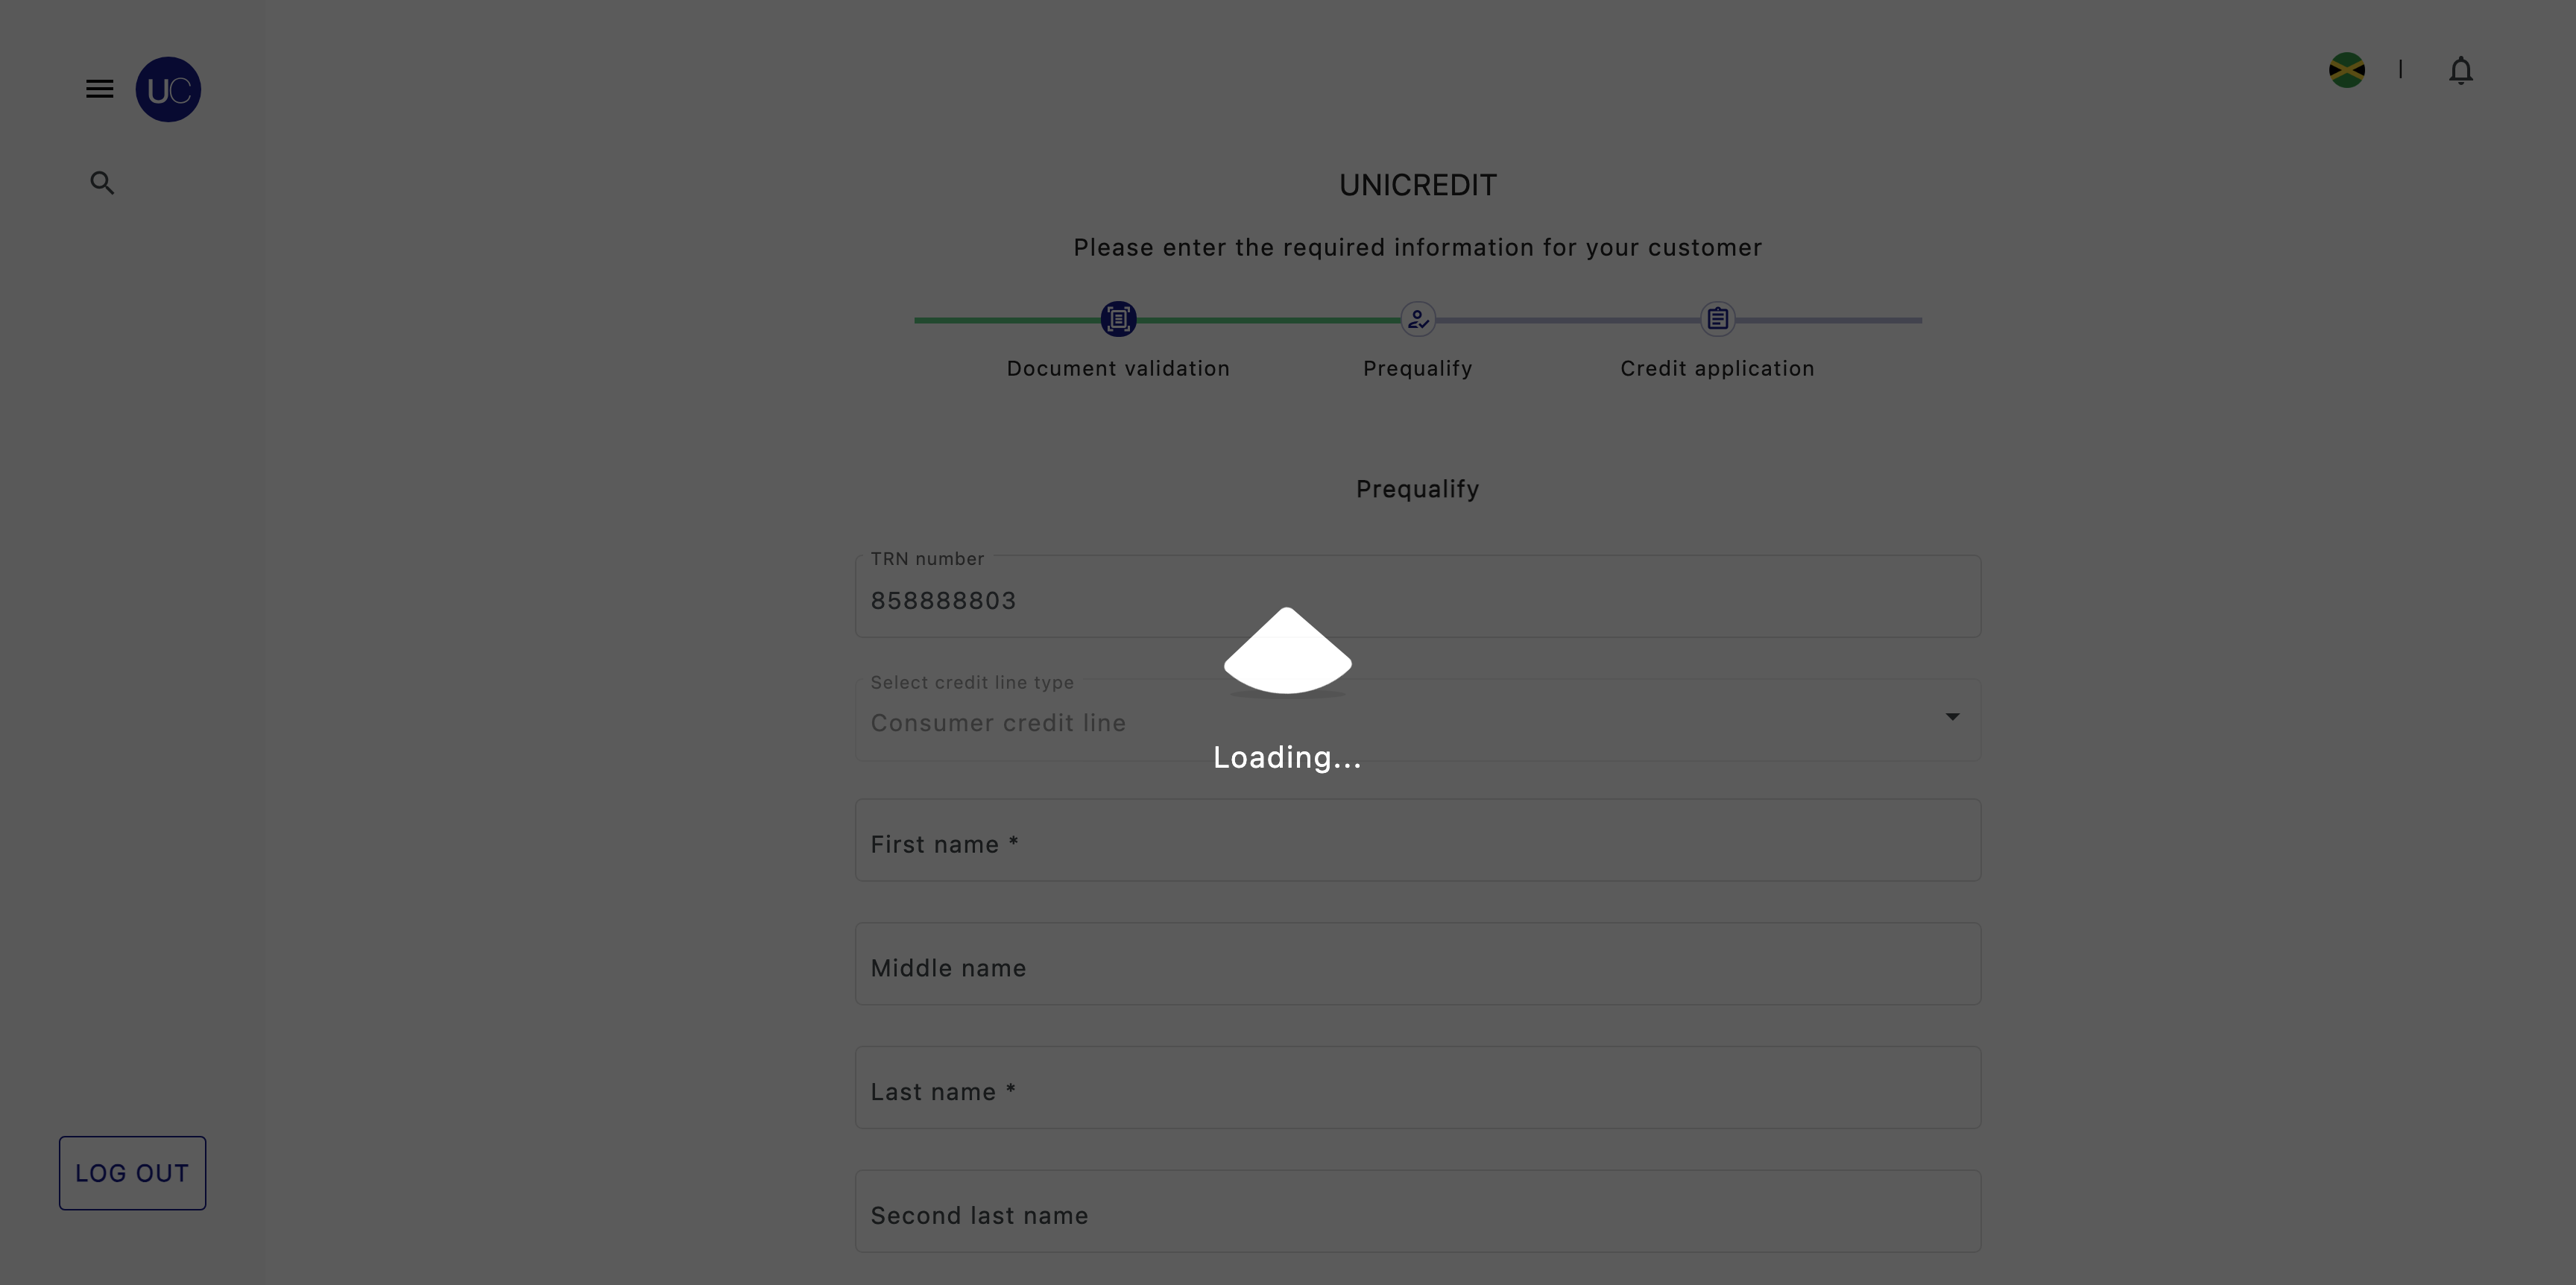 UC
UNICREDIT
Please enter the required information for your customer
Document validation
Prequalify
Credit application
Prequalify
TRN number
858888803
Select credit line type
Consumer credit line
Loading...
First name *
Middle name
Last name *
Second last name
LOG OUT